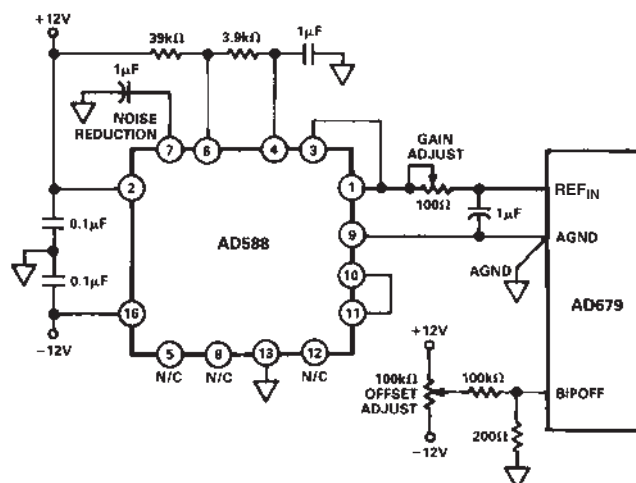 +12V
39kΩ
3.9kΩ
1µF
1µF
NOISE
REDUCTION
7
6
4
3
GAIN
ADJUST
2
1
100Ω
REFIN
1µF
0.1µF
AD588
9
AGND
AGND
0.1µF
10
AD679
11
16
-12V
5
8
13
12
N/C
N/C
N/C
+12V
100kΩ
OFFSET
ADJUST
100kΩ
BIPOFF
200Ω
-12V